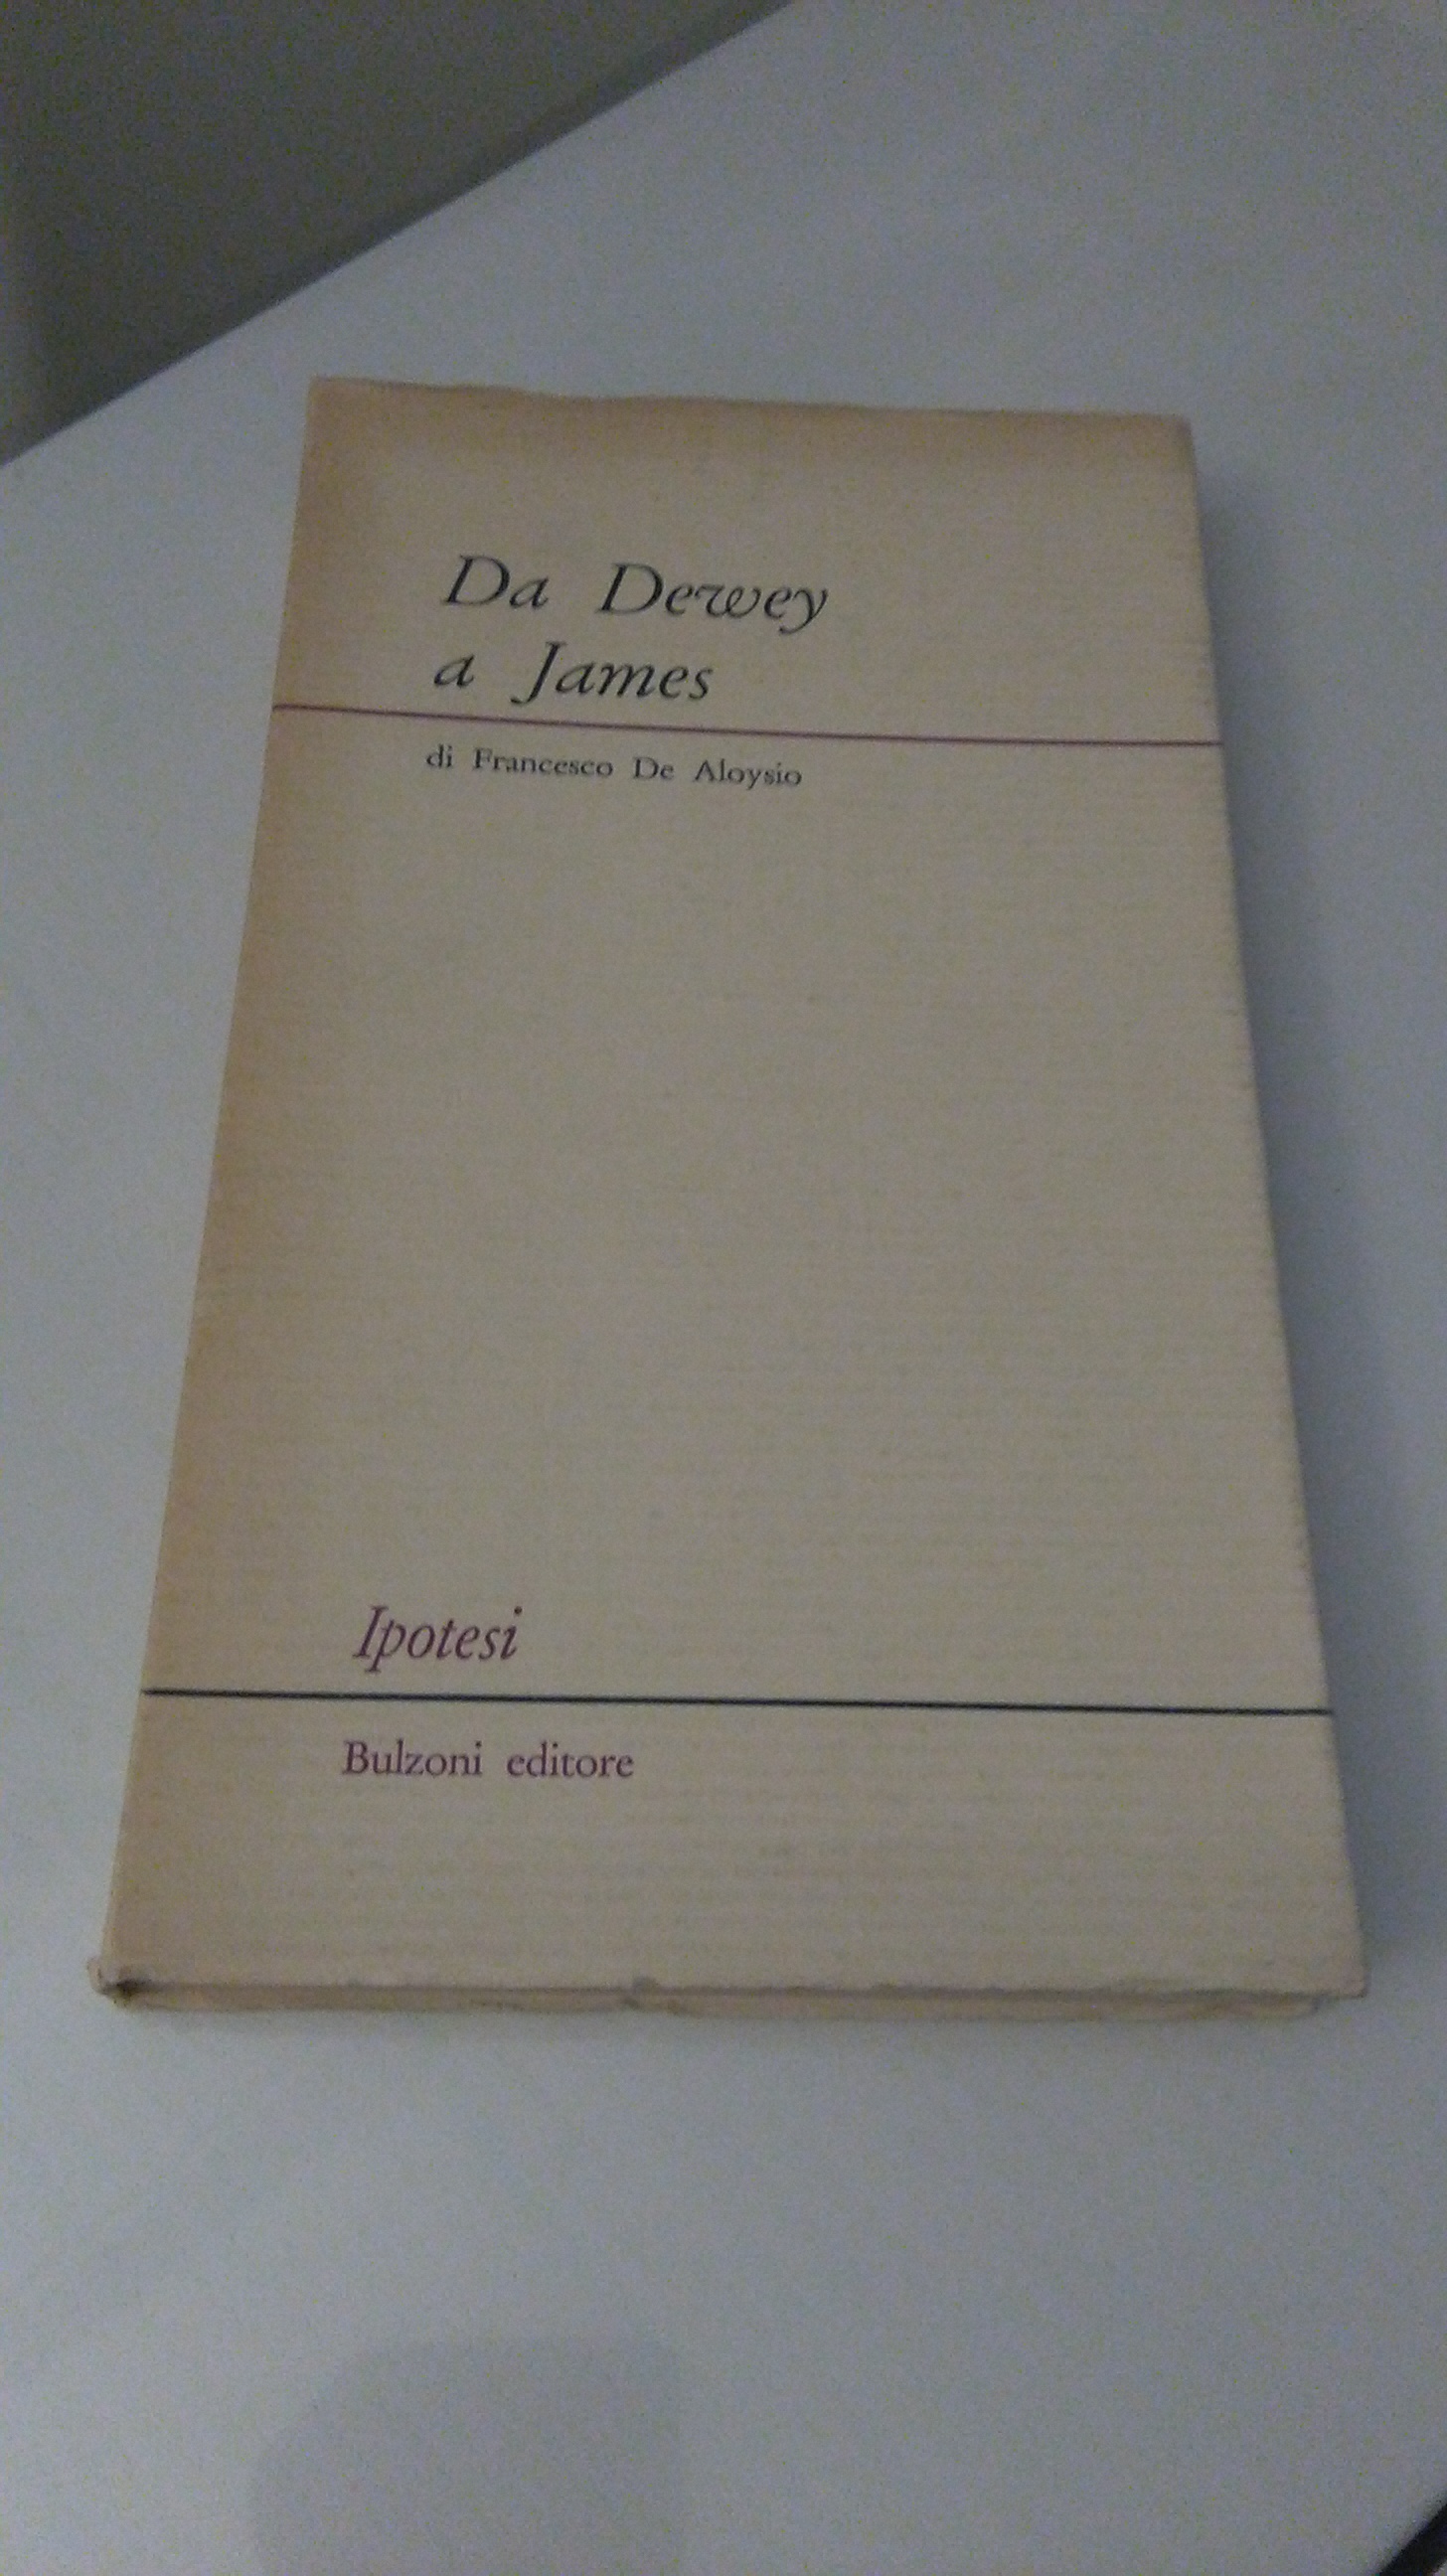 Da Dewey
a James
di Francesco De Aloysio
Ipotesi
Bulzoni editore